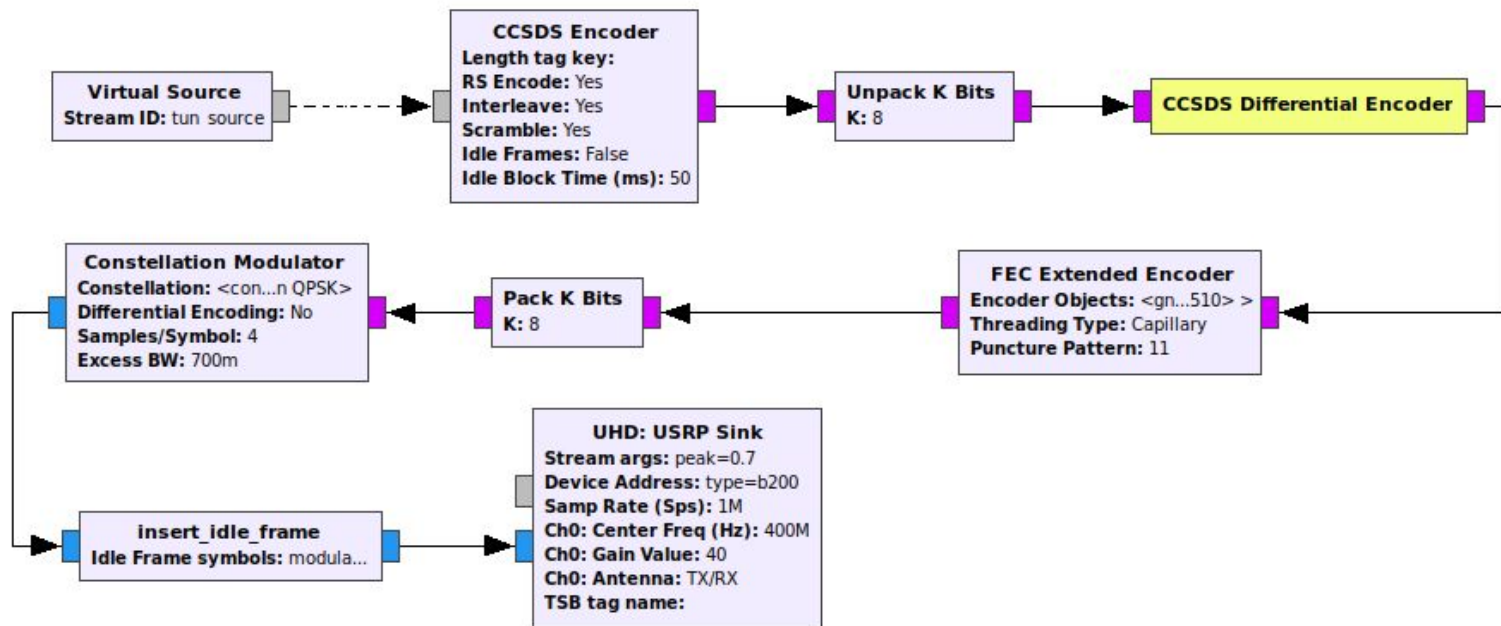 Virtual Source
Stream ID: tun_source
CCSDS Encoder
Length tag key:
RS Encode: Yes
Interleave: Yes
Scramble: Yes
Idle Frames: False
Idle Block Time (ms): 50
Unpack K Bits
K: 8
CCSDS Differential Encoder
Constellation Modulator
Constellation: <con...n QPSK>
Differential Encoding: No
Samples/Symbol: 4
Excess BW: 700m
Pack K Bits
K: 8
FEC Extended Encoder
Encoder Objects: <gn...510> >
Threading Type: Capillary
Puncture Pattern: 11
insert_idle_frame
Idle Frame symbols: modula...
UHD: USRP Sink
Stream args: peak=0.7
Device Address: type=b200
Samp Rate (Sps): 1M
Ch0: Center Freq (Hz): 400M
Ch0: Gain Value: 40
Ch0: Antenna: TX/RX
TSB tag name: